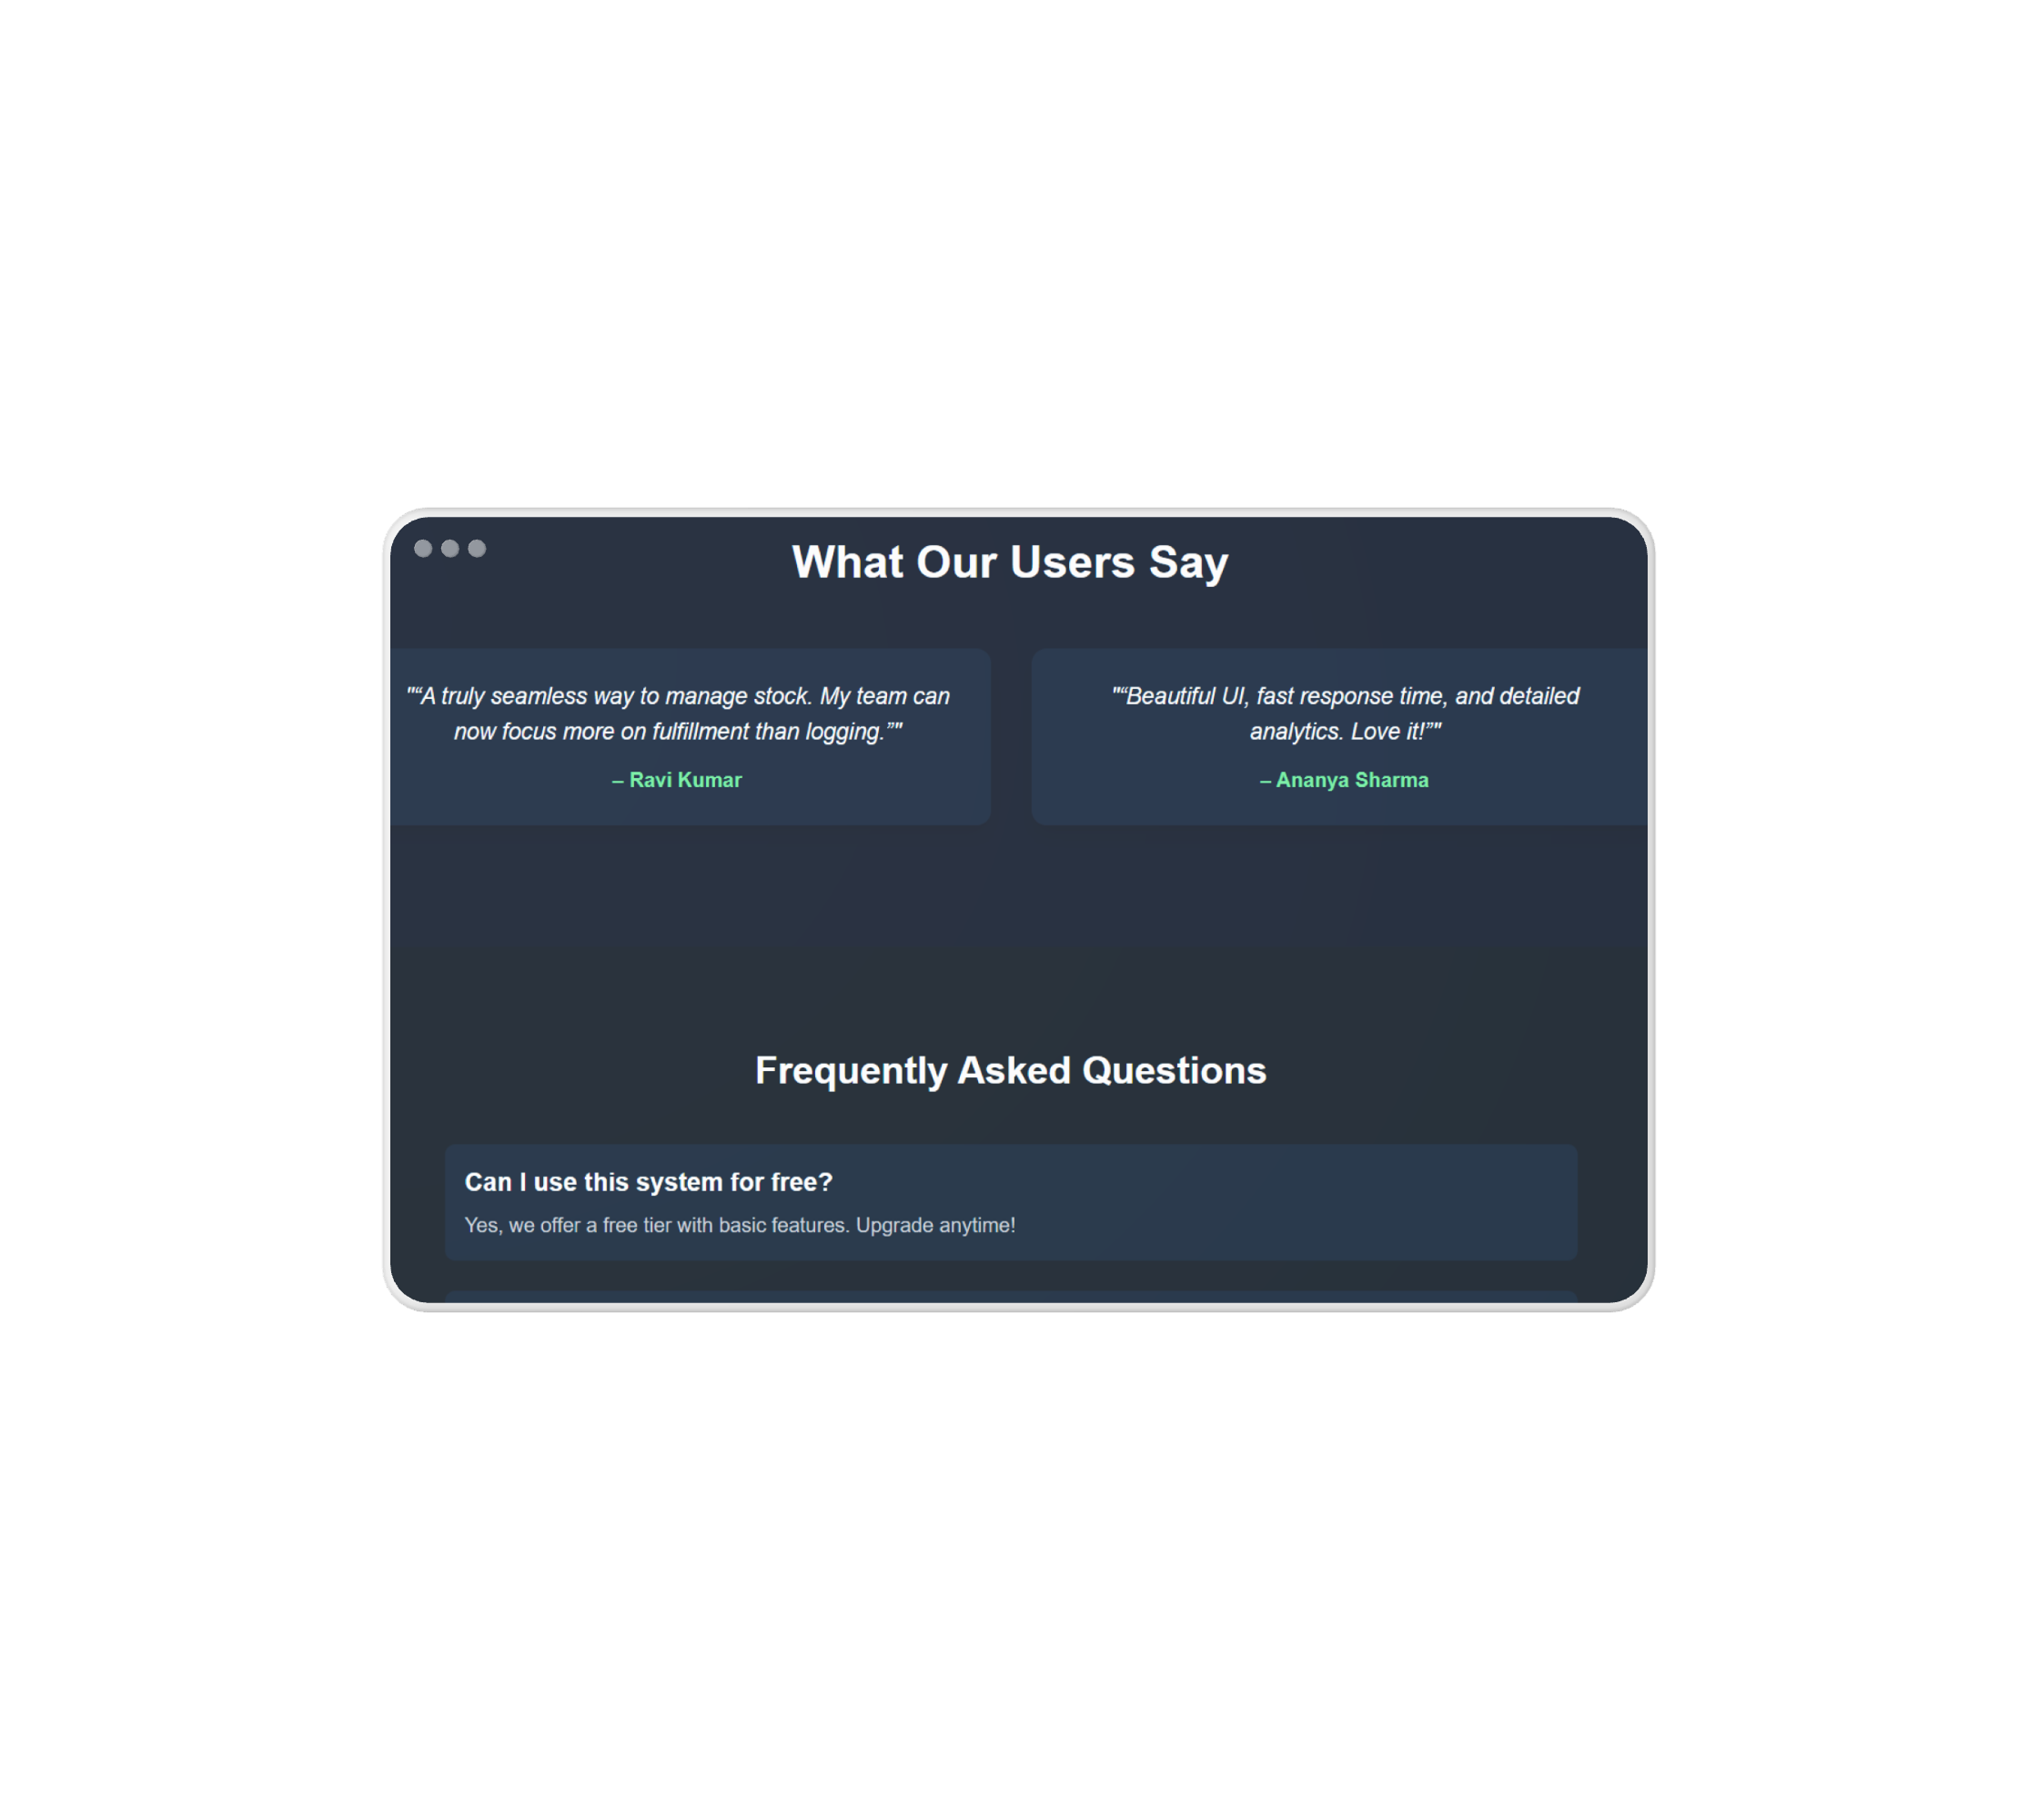 What Our Users Say
"“A truly seamless way to manage stock. My team can
now focus more on fulfillment than logging.”"
– Ravi Kumar
"“Beautiful UI, fast response time, and detailed
analytics. Love it!”"
– Ananya Sharma
Frequently Asked Questions
Can I use this system for free?
Yes, we offer a free tier with basic features. Upgrade anytime!